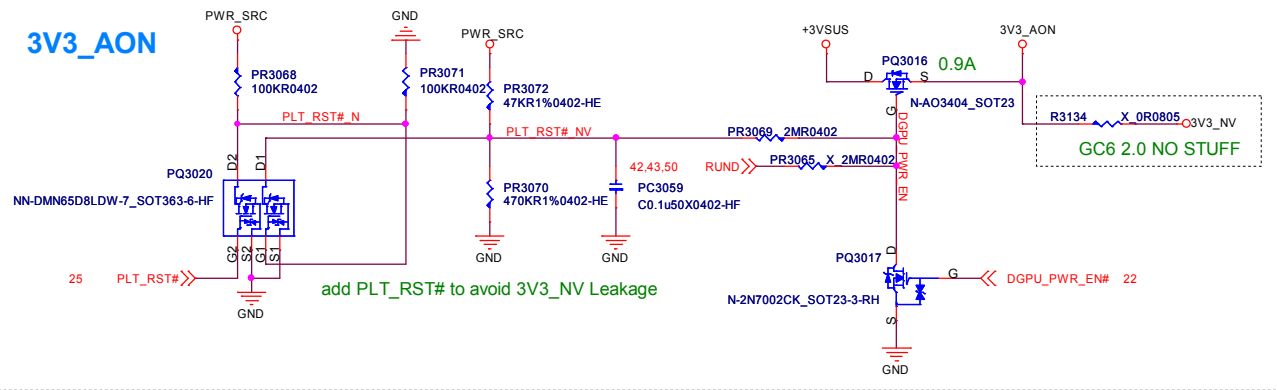 3V3_AON
PWR_SRC
GND
PWR_SRC
+3VSUS
3V3_AON
PR3068
100KR0402
PR3071
100KR0402
PR3072
47KR1%0402-HE
PQ3016
0.9A
D
S
G
N-AO3404_SOT23
PLT_RST#_N
PLT_RST#_NV
PR3069
2MR0402
DGPU_PWR_EN
R3134
X_0R0805
3V3_NV
GC6 2.0 NO STUFF
D2
D1
PQ3020
NN-DMN65D8LDW-7_SOT363-6-HF
G2
S2
G1
S1
PR3070
470KR1%0402-HE
42,43,50
RUND
PC3059
C0.1u50X0402-HF
PR3065
X_2MR0402
GND
GND
25
PLT_RST#
GND
add PLT_RST# to avoid 3V3_NV Leakage
PQ3017
D
G
S
N-2N7002CK_SOT23-3-RH
DGPU_PWR_EN#
22
GND